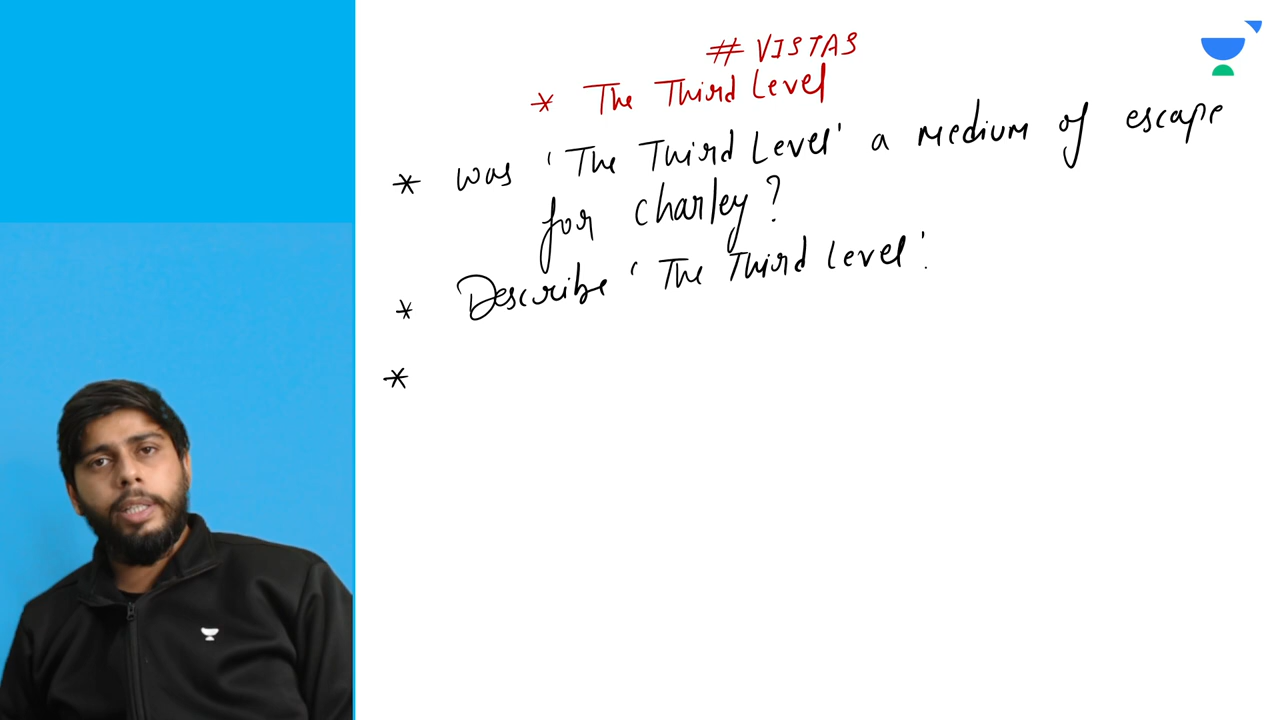 # VISTAS
* The Third Level
* Was 'The Third Level' a medium of escape
for charley?
* Describe 'The Third Level'.
*